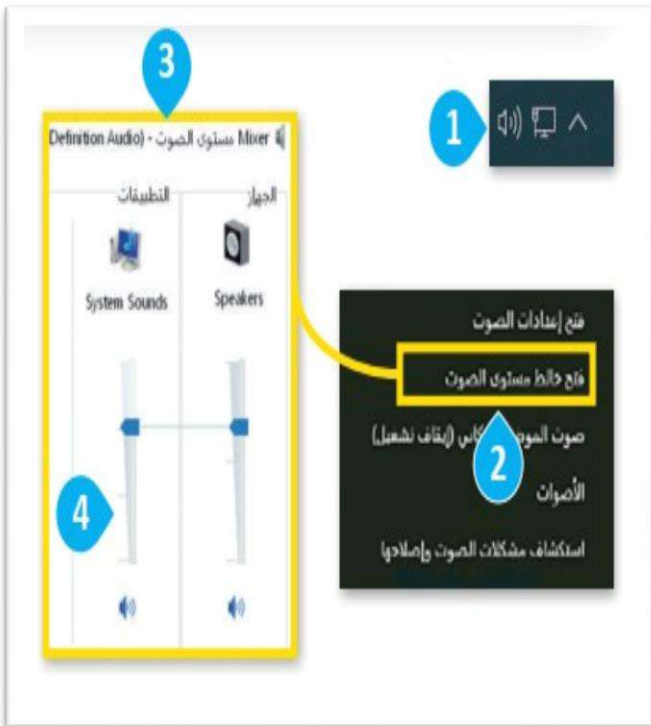 3
1
Mixer مستوى الصوت - (Definition Audio
الجهاز
التطبيقات
Speakers
System Sounds
4
فتح إعدادات الصوت
فتح خالط مستوى الصوت
صوت (إيقاف تشغيل)
2
الأصوات
استكشاف مشكلات الصوت وإصلاحها